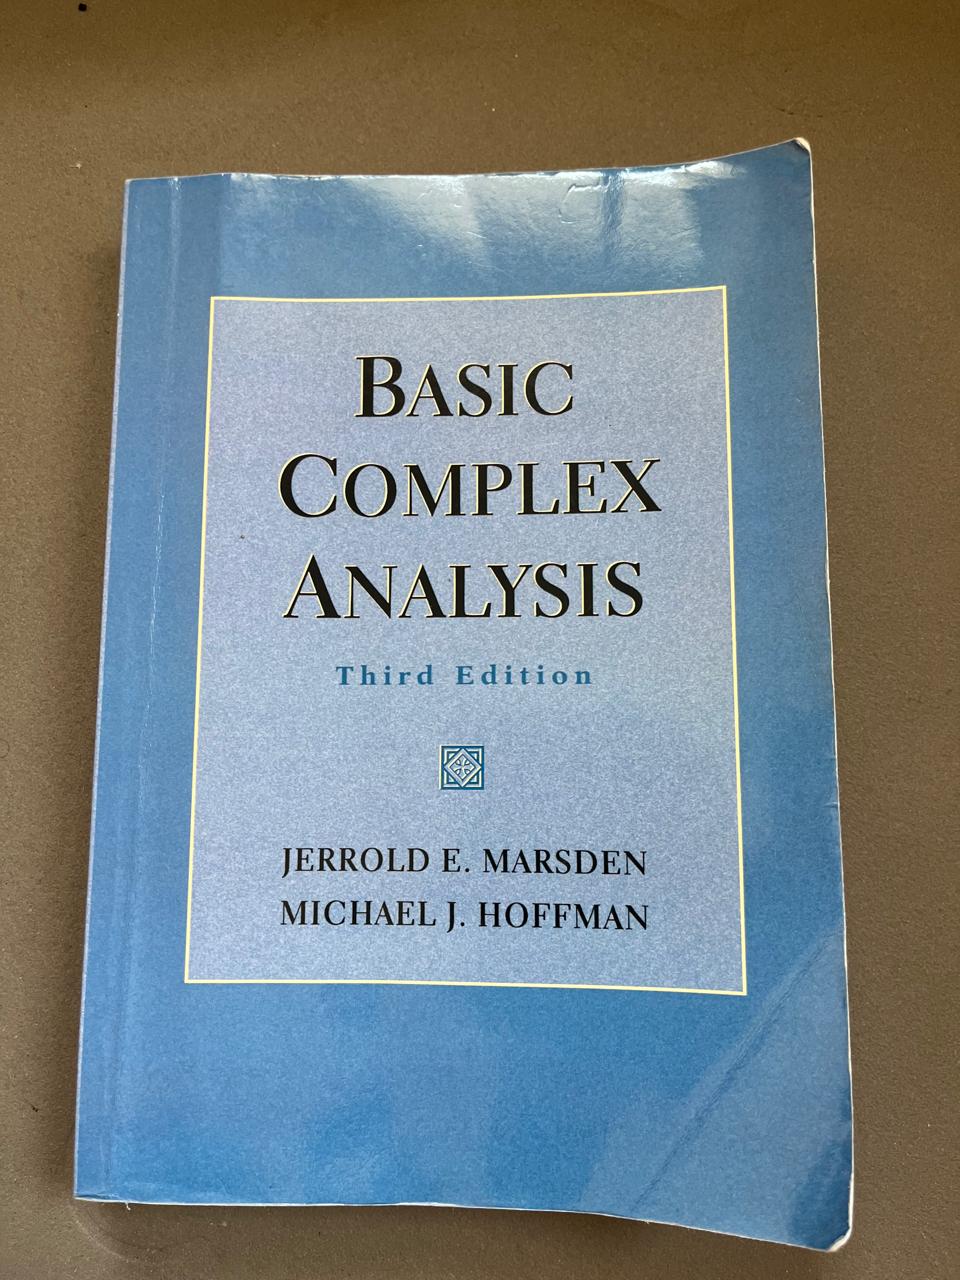 BASIC
COMPLEX
ANALYSIS
Third Edition
JERROLD E. MARSDEN
MICHAEL J. HOFFMAN